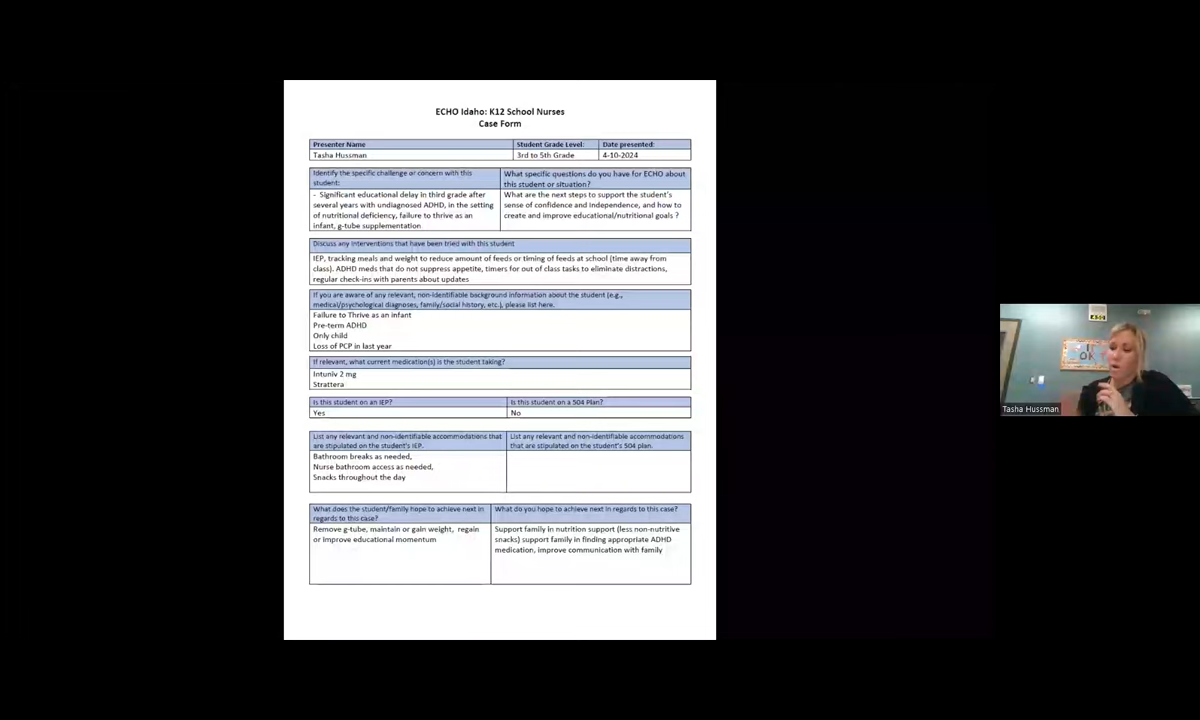 ECHO Idaho: K12 School Nurses
Case Form
Presenter Name
Student Grade Level:
Date presented:
Tasha Hussman
3rd to 5th Grade
4-10-2024
Identify the specific challenge or concern with this
student:
What specific questions do you have for ECHO about
this student or situation?
- Significant educational delay in third grade after
several years with undiagnosed ADHD, in the setting
of nutritional deficiency, failure to thrive as an
infant, g-tube supplementation
What are the next steps to support the student's
sense of confidence and independence, and how to
create and improve educational/nutritional goals ?
Discuss any interventions that have been tried with this student
IEP, tracking meals and weight to reduce amount of feeds or timing of feeds at school (time away from
class). ADHD meds that do not suppress appetite, timers for out of class tasks to eliminate distractions,
regular check-ins with parents about updates
If you are aware of any relevant, non-identifiable background information about the student (e.g.,
medical/psychological diagnoses, family/social history, etc.), please list here.
Failure to Thrive as an infant
Pre-term ADHD
Only child
Loss of PCP in last year
If relevant, what current medication(s) is the student taking?
Intuniv 2 mg
Strattera
Is this student on an IEP?
Is this student on a 504 Plan?
Yes
No
List any relevant and non-identifiable accommodations that
are stipulated on the student's IEP.
List any relevant and non-identifiable accommodations
that are stipulated on the student's 504 plan.
Bathroom breaks as needed,
Nurse bathroom access as needed,
Snacks throughout the day
What does the student/family hope to achieve next in
regards to this case?
What do you hope to achieve next in regards to this case?
Remove g-tube, maintain or gain weight, regain
or improve educational momentum
Support family in nutrition support (less non-nutritive
snacks) support family in finding appropriate ADHD
medication, improve communication with family
Tasha Hussman